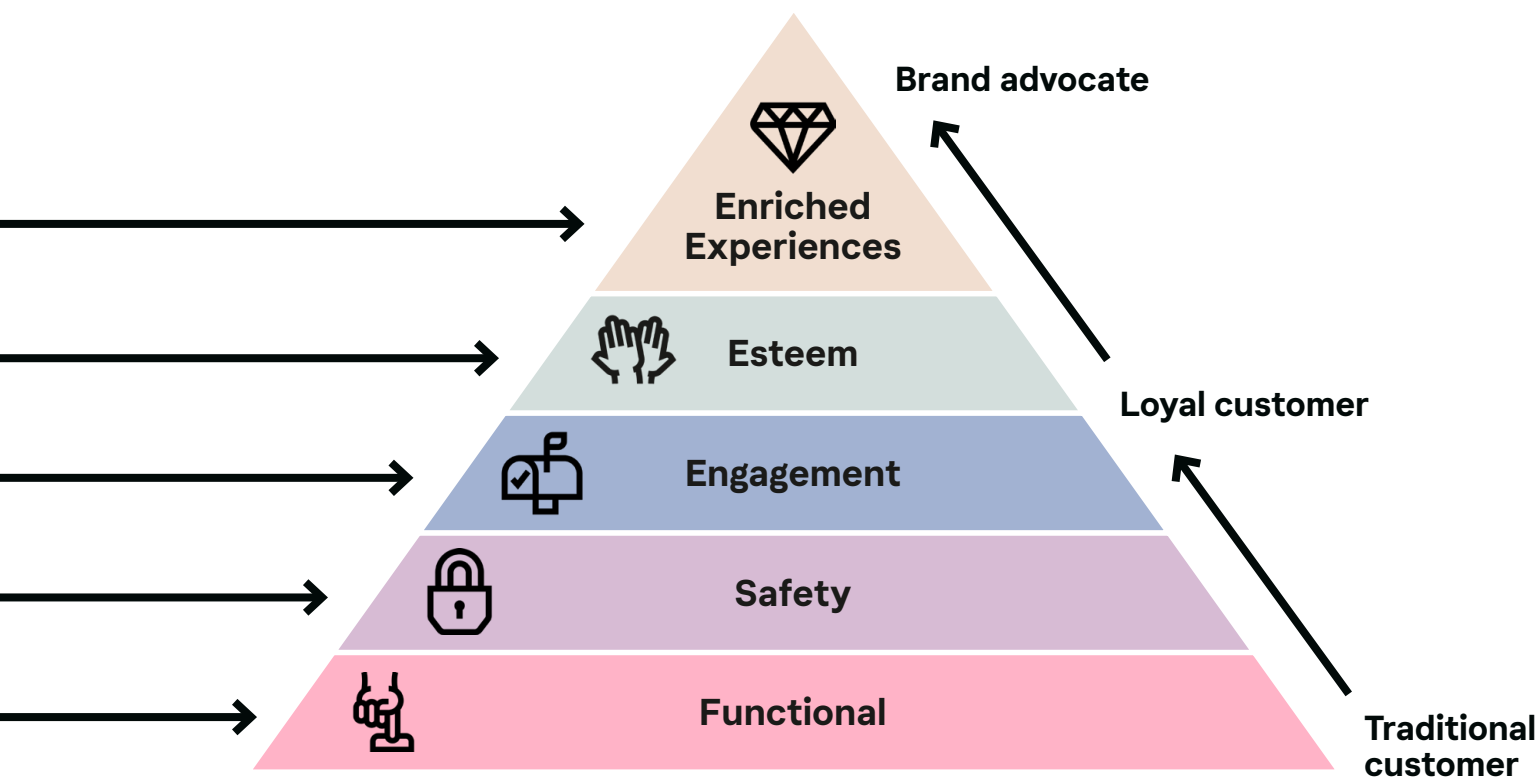 Brand advocate
Enriched
Experiences
Esteem
Loyal customer
Engagement
Safety
Functional
Traditional
customer